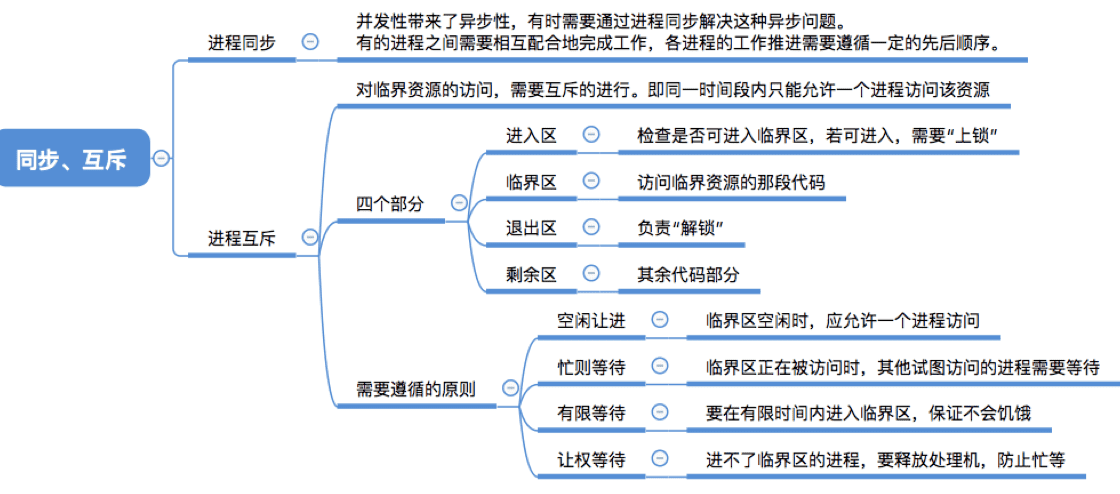 同步、互斥
进程同步
并发性带来了异步性，有时需要通过进程同步解决这种异步问题。
有的进程之间需要相互配合地完成工作，各进程的工作推进需要遵循一定的先后顺序。
进程互斥
对临界资源的访问，需要互斥的进行。即同一时间段内只能允许一个进程访问该资源
四个部分
进入区
检查是否可进入临界区，若可进入，需要“上锁”
临界区
访问临界资源的那段代码
退出区
负责“解锁”
剩余区
其余代码部分
需要遵循的原则
空闲让进
临界区空闲时，应允许一个进程访问
忙则等待
临界区正在被访问时，其他试图访问的进程需要等待
有限等待
要在有限时间内进入临界区，保证不会饥饿
让权等待
进不了临界区的进程，要释放处理机，防止忙等